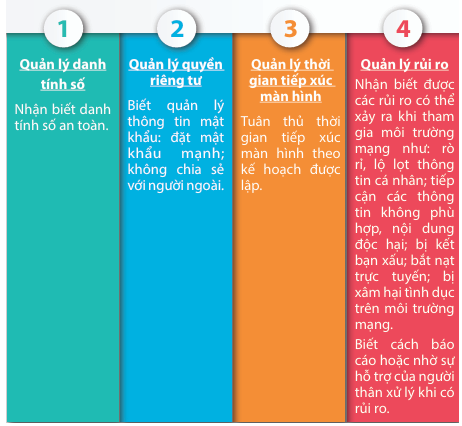 1
Quản lý danh
tính số
Nhận biết danh
tính số an toàn.
2
Quản lý quyền
riêng tư
Biết quản lý
thông tin mật
khẩu: đặt mật
khẩu mạnh;
không chia sẻ
với người ngoài.
3
Quản lý thời
gian tiếp xúc
màn hình
Tuân thủ thời
gian tiếp xúc
màn hình theo
kế hoạch được
lập.
4
Quản lý rủi ro
Nhận biết được
các rủi ro có thể
xảy ra khi tham
gia môi trường
mạng như: rò
rỉ, lộ lọt thông
tin cá nhân; tiếp
cận các thông
tin không phù
hợp, nội dung
độc hại; bị kết
bạn xấu; bắt nạt
trực tuyến; bị
xâm hại tình dục
trên môi trường
mạng.
Biết cách báo
cáo hoặc nhờ sự
hỗ trợ của người
thân xử lý khi có
rủi ro.